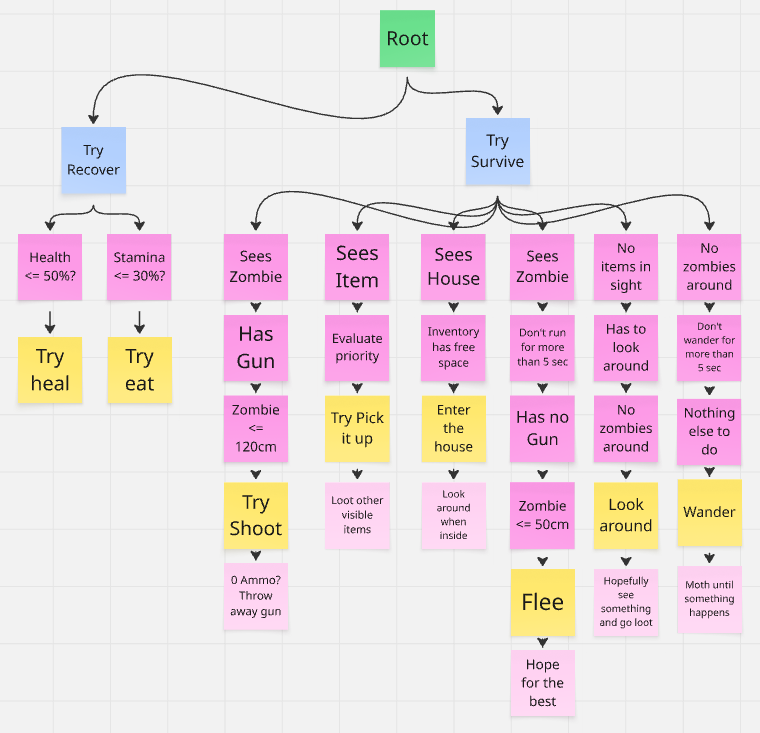 Root
Try
Recover
Try
Survive
Health
<= 50%?
Try
heal
Stamina
<= 30%?
Try
eat
Sees
Zombie
Has
Gun
Zombie
<=
120cm
Try
Shoot
0 Ammo?
Throw
away gun
Sees
Item
Evaluate
priority
Try Pick
it up
Loot other
visible
items
Sees
House
Inventory
has free
space
Enter
the
house
Look
around
when
inside
Sees
Zombie
Don't run
for more
than 5 sec
Has no
Gun
Zombie
<= 50cm
Flee
Hope
for the
best
No
items in
sight
Has to
look
around
No
zombies
around
Look
around
Hopefully
see
something
and go loot
No
zombies
around
Don't
wander for
more than
5 sec
Nothing
else to
do
Wander
Moth until
something
happens